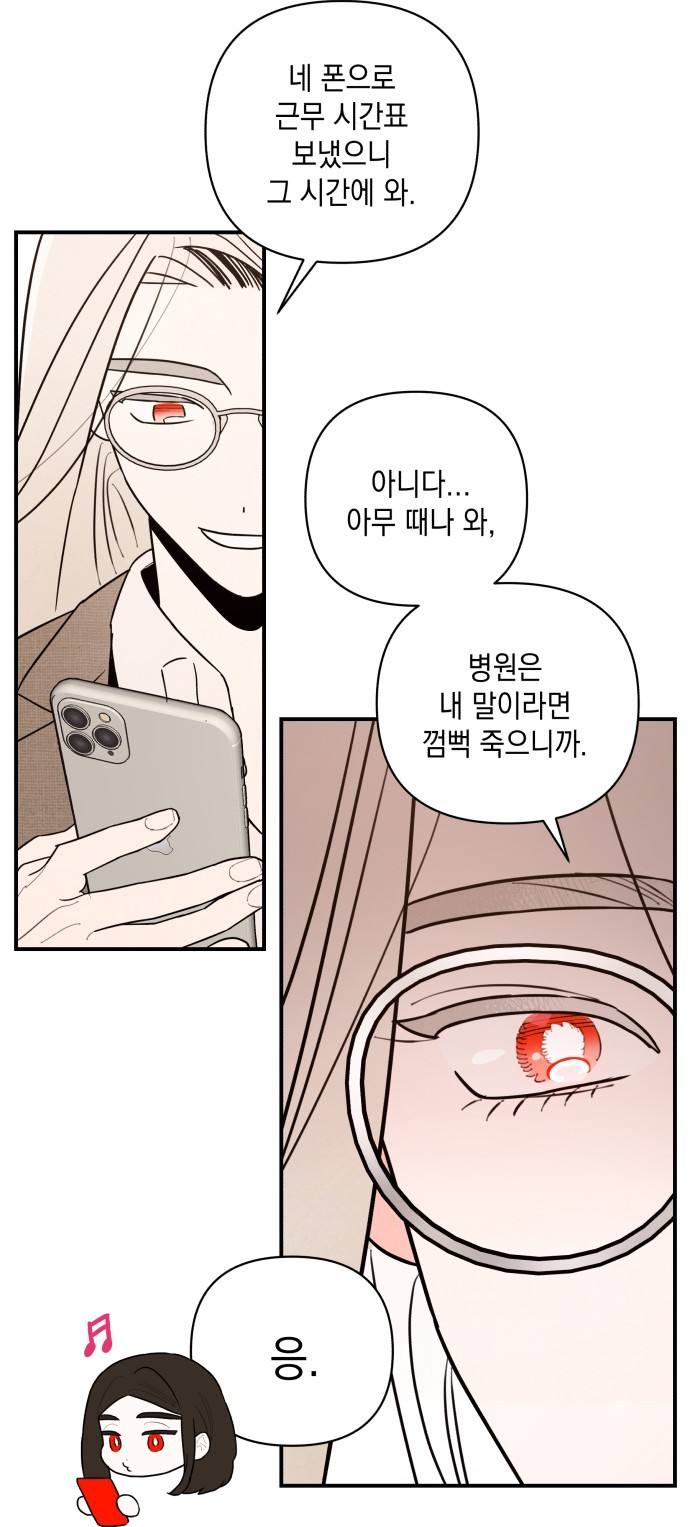 네 폰으로
근무 시간표
보냈으니
그 시간에 와.
아니다...
아무 때나 와,
병원은
내 말이라면
껌뻑 죽으니까.
응.